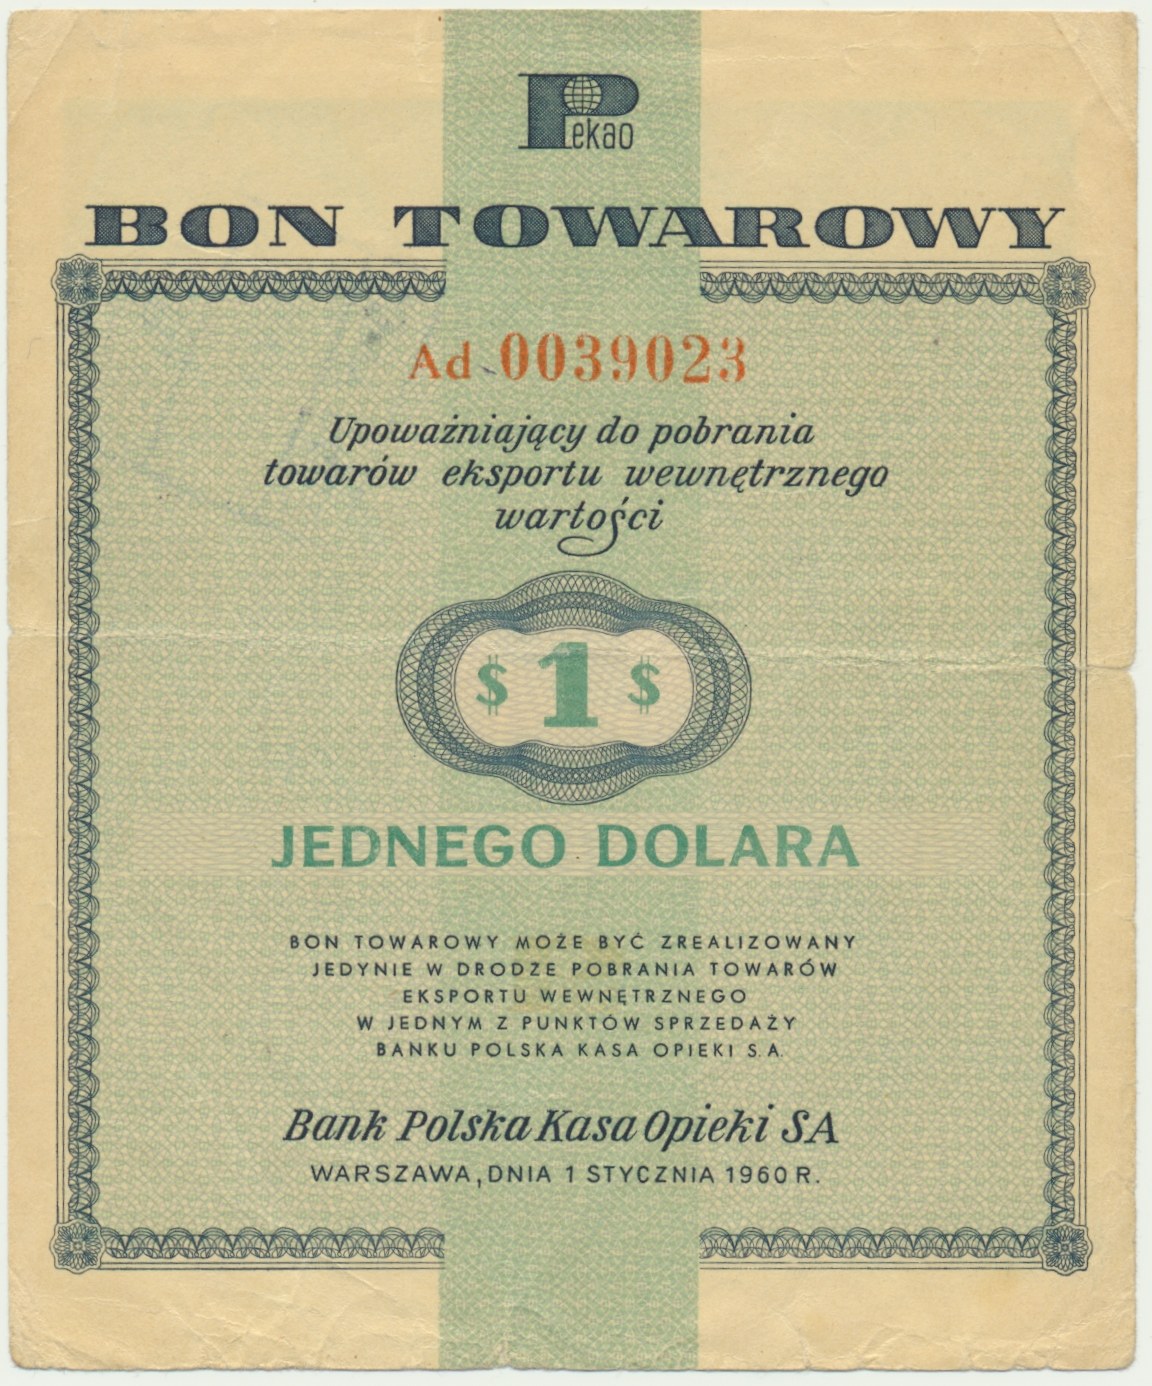 Pekao
BON TOWAROWY
Ad 0039023
Upoważniający do pobrania
towarów eksportu wewnętrznego
wartości
$ 1 $
JEDNEGO DOLARA
BON TOWAROWY MOŻE BYĆ ZREALIZOWANY
JEDYNIE W DRODZE POBRANIA TOWARÓW
EKSPORTU WEWNĘTRZNEGO
W JEDNYM Z PUNKTÓW SPRZEDAŻY
BANKU POLSKA KASA OPIEKI S.A.
Bank Polska Kasa Opieki SA
WARSZAWA, DNIA 1 STYCZNIA 1960 R.